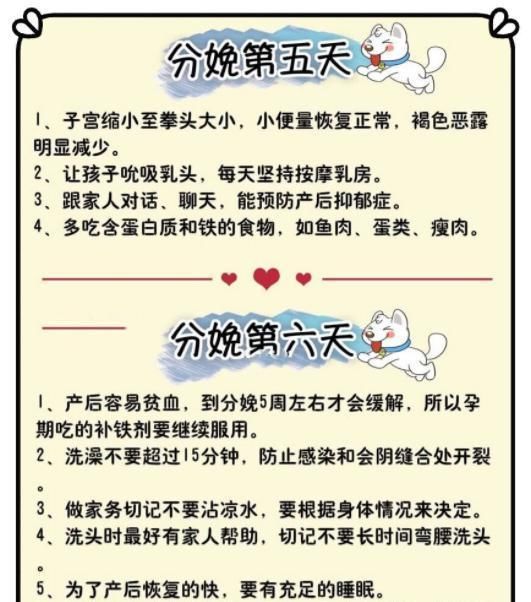 分娩第五天
1、子宫缩小至拳头大小，小便量恢复正常，褐色恶露
明显减少。
2、让孩子吮吸乳头，每天坚持按摩乳房。
3、跟家人对话、聊天，能预防产后抑郁症。
4、多吃含蛋白质和铁的食物，如鱼肉、蛋类、瘦肉。
分娩第六天
1、产后容易贫血，到分娩5周左右才会缓解，所以孕
期吃的补铁剂要继续服用。
2、洗澡不要超过15分钟，防止感染和会阴缝合处开裂
。
3、做家务切记不要沾凉水，要根据身体情况来决定。
4、洗头时最好有家人帮助，切记不要长时间弯腰洗头
。
5、为了产后恢复的快，要有充足的睡眠。